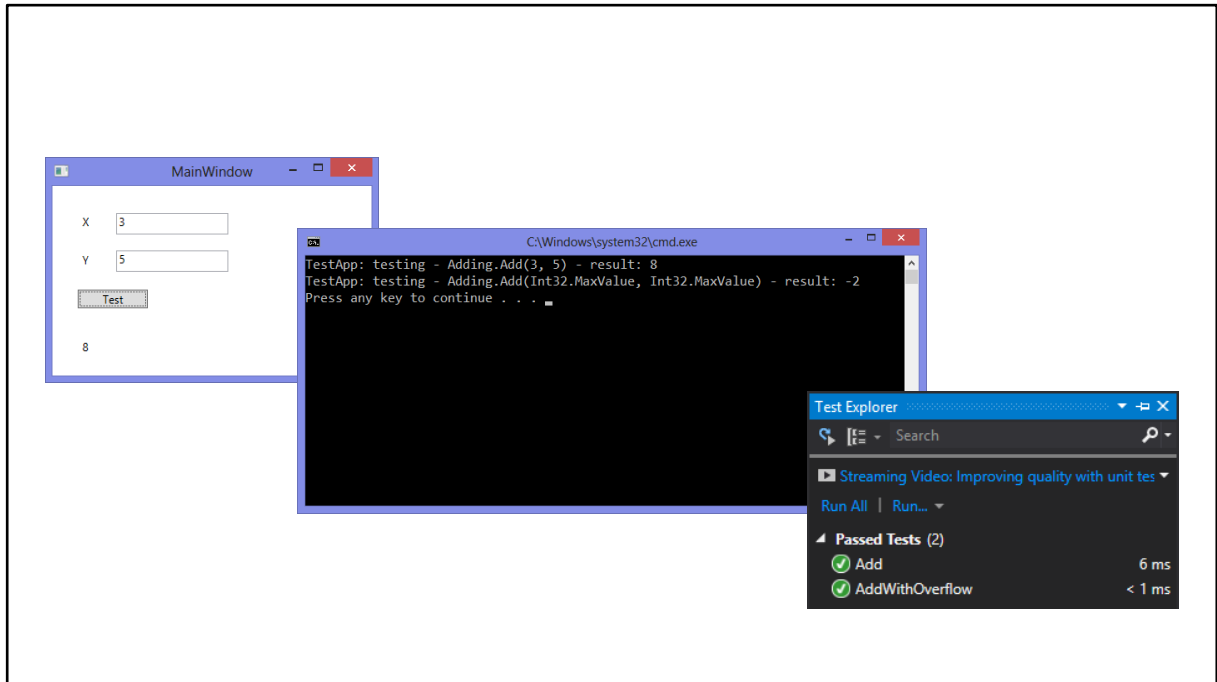 MainWindow
X 3
Y 5
Test
8
C:\Windows\system32\cmd.exe
TestApp: testing - Adding.Add(3, 5) - result: 8
TestApp: testing - Adding.Add(Int32.MaxValue, Int32.MaxValue) - result: -2
Press any key to continue . . .
Test Explorer
Search
Streaming Video: Improving quality with unit tes
Run All | Run...
Passed Tests (2)
Add 6 ms
AddWithOverflow < 1 ms